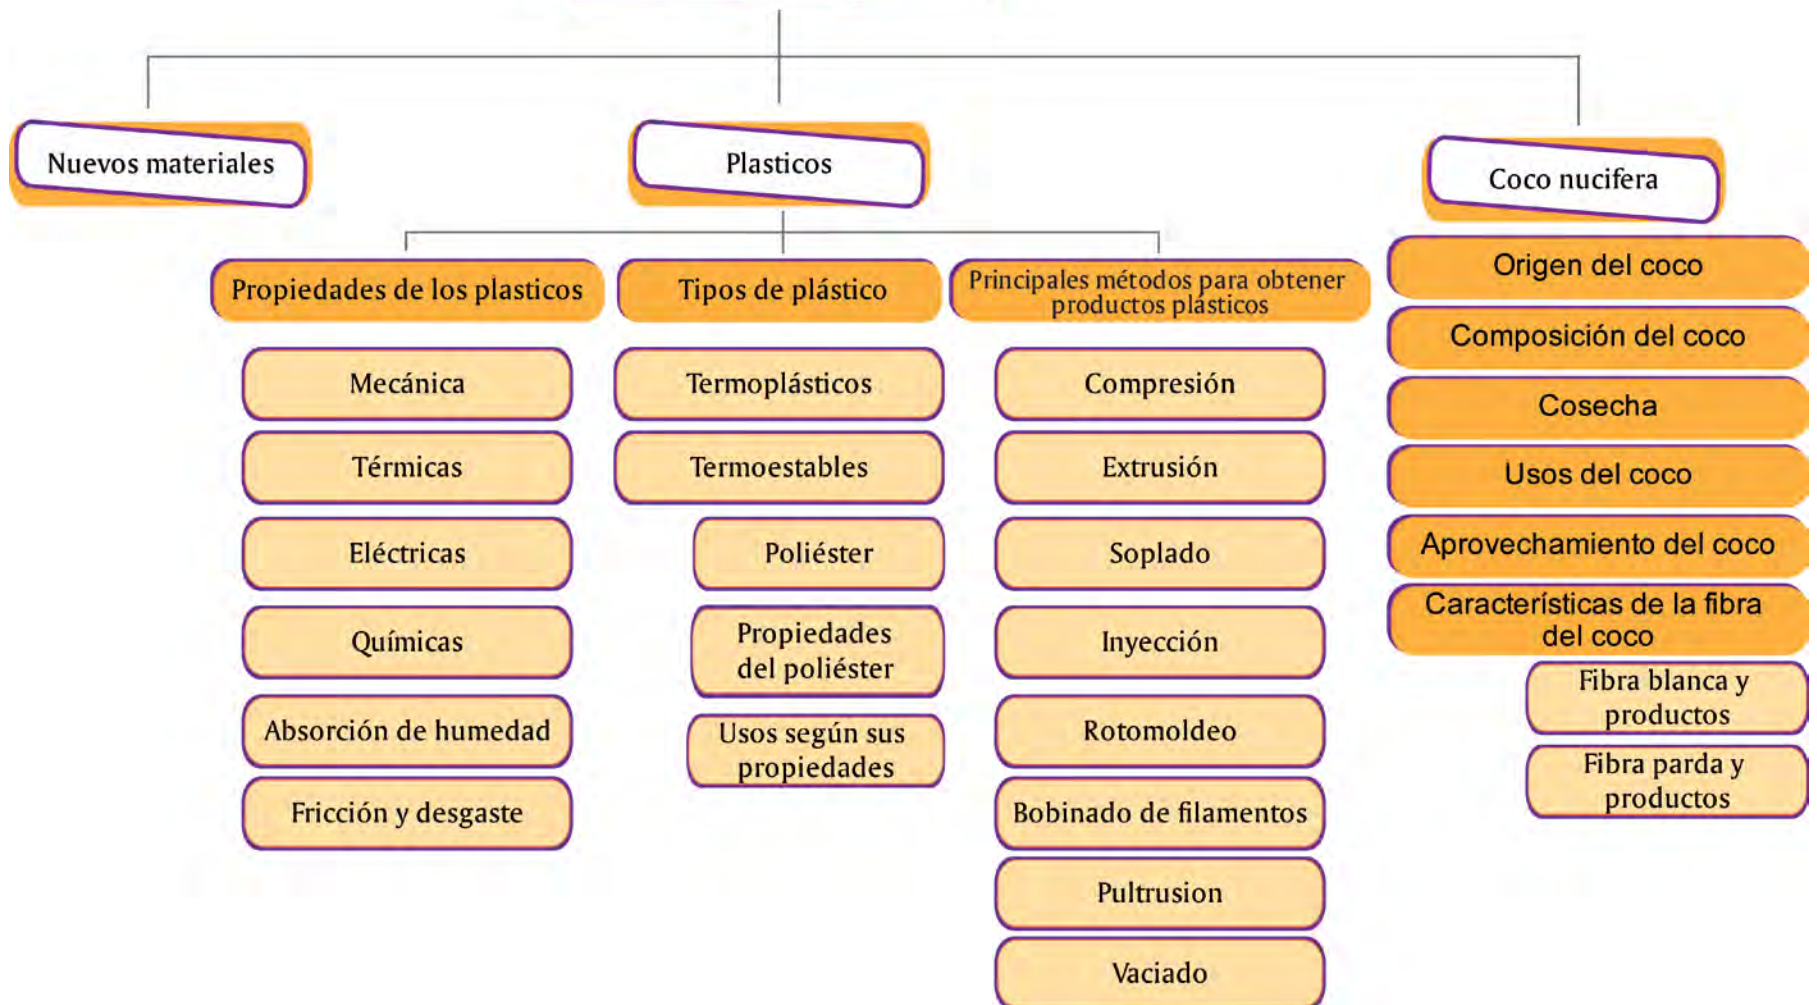 Nuevos materiales
Plasticos
Coco nucifera
Propiedades de los plasticos
Mecánica
Térmicas
Eléctricas
Químicas
Absorción de humedad
Fricción y desgaste
Tipos de plástico
Termoplásticos
Termoestables
Poliéster
Propiedades
del poliéster
Usos según sus
propiedades
Principales métodos para obtener
productos plásticos
Compresión
Extrusión
Soplado
Inyección
Rotomoldeo
Bobinado de filamentos
Pultrusion
Vaciado
Origen del coco
Composición del coco
Cosecha
Usos del coco
Aprovechamiento del coco
Características de la fibra
del coco
Fibra blanca y
productos
Fibra parda y
productos